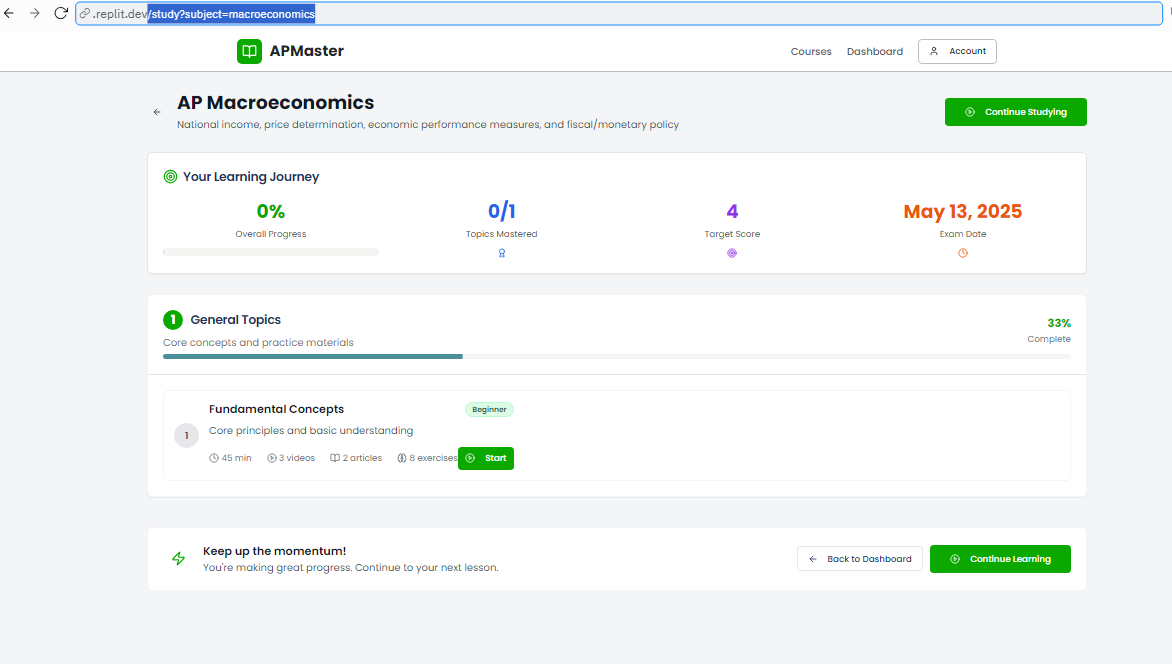 .replit.dev/study?subject=macroeconomics
APMaster
Courses Dashboard Account
AP Macroeconomics
National income, price determination, economic performance measures, and fiscal/monetary policy
Continue Studying
Your Learning Journey
0% 0/1 4 May 13, 2025
Overall Progress Topics Mastered Target Score Exam Date
1 General Topics
33%
Core concepts and practice materials
Complete
Fundamental Concepts Beginner
1
Core principles and basic understanding
45 min 3 videos 2 articles 8 exercises Start
Keep up the momentum!
You're making great progress. Continue to your next lesson.
Back to Dashboard Continue Learning